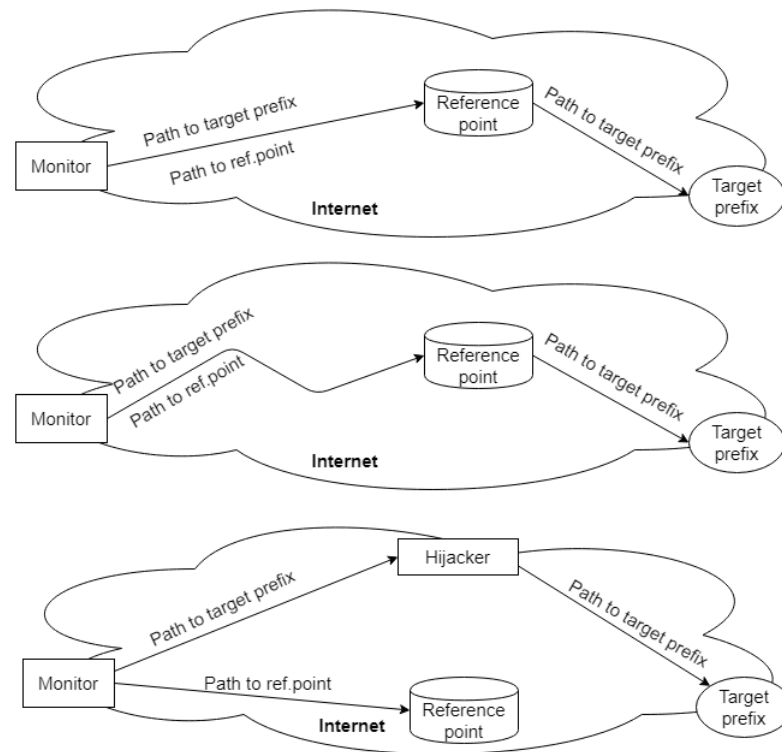 Path to target prefix
Path to ref.point
Monitor
Reference
point
Path to target prefix
Target
prefix
Internet
Path to target prefix
Path to ref.point
Monitor
Reference
point
Path to target prefix
Target
prefix
Internet
Hijacker
Path to target prefix
Path to target prefix
Monitor
Path to ref.point
Reference
point
Target
prefix
Internet